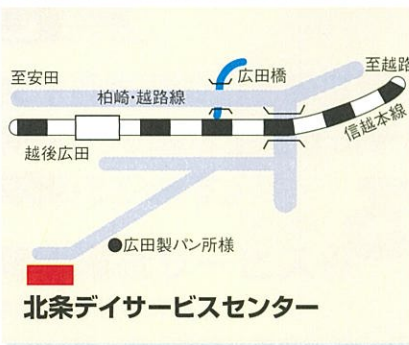 至安田
柏崎・越路線
広田橋
至越路
越後広田
信越本線
●広田製パン所様
北条デイサービスセンター